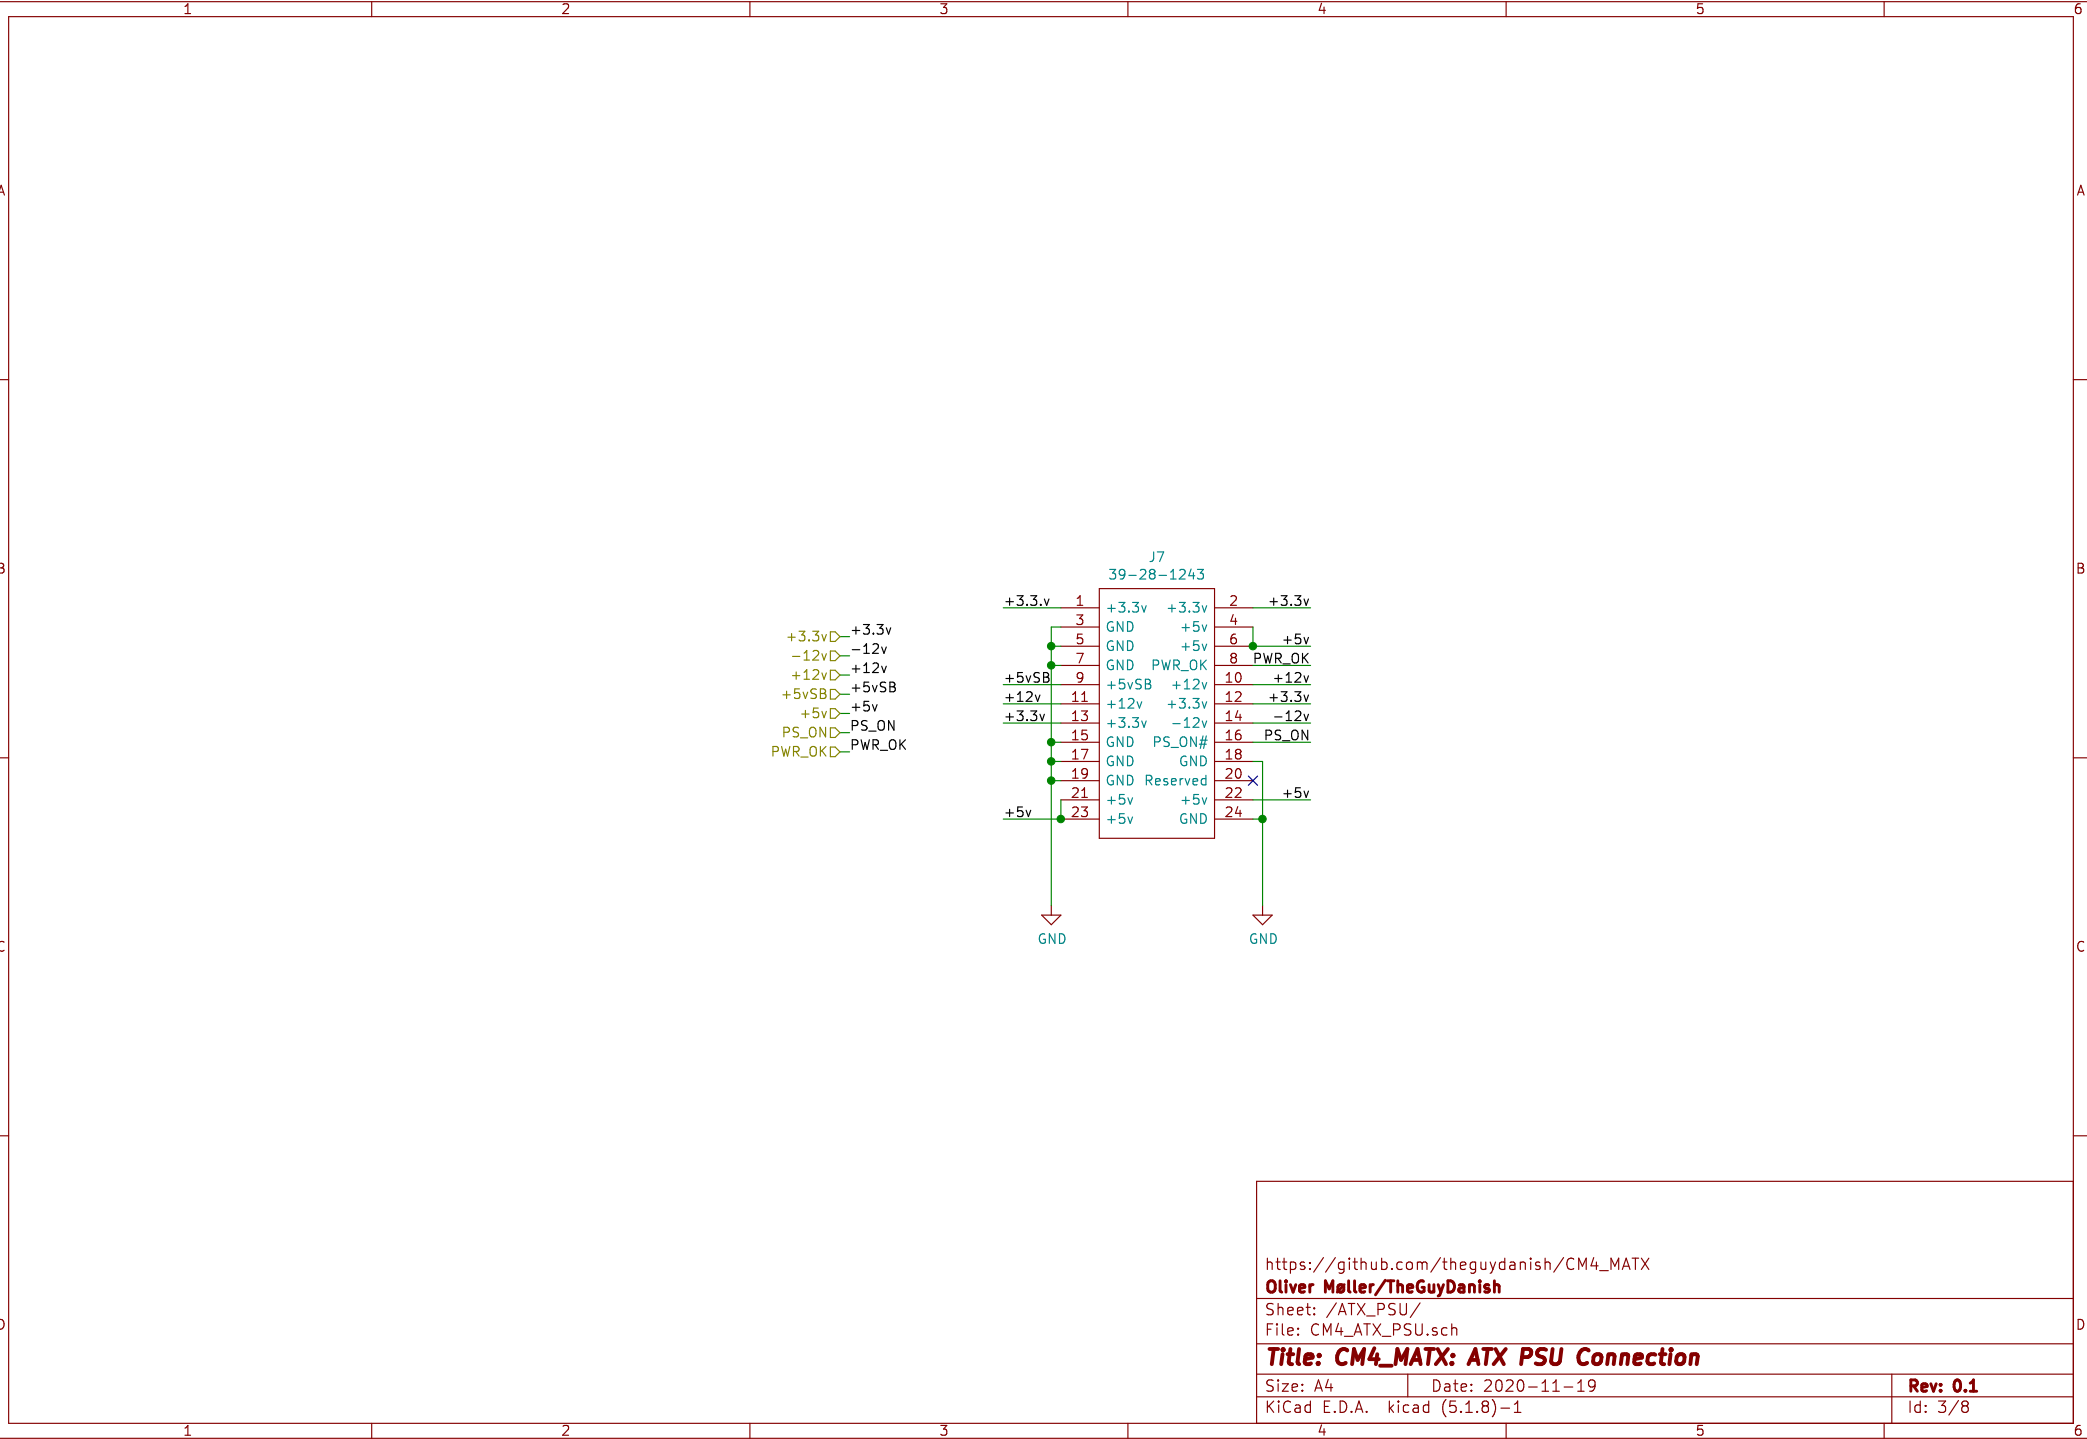 1 2 3 4 5 6
A A
J7
39-28-1243
B B
+3.3.v 1 +3.3v +3.3v 2 +3.3v
3 GND +5v 4
+3.3v +3.3v
5 GND +5v 6 +5v
-12v -12v
7 GND PWR_OK 8 PWR_OK
+12v +12v
+5vSB 9 +5vSB +12v 10 +12v
+5vSB +5vSB
+12v 11 +12v +3.3v 12 +3.3v
+5v +5v
+3.3v 13 +3.3v -12v 14 -12v
PS_ON PS_ON
15 GND PS_ON# 16 PS_ON
PWR_OK PWR_OK
17 GND GND 18
19 GND Reserved 20
21 +5v +5v 22 +5v
+5v 23 +5v GND 24
GND GND
C C
https://github.com/theguydanish/CM4_MATX
Oliver Møller/TheGuyDanish
Sheet: /ATX_PSU/
D D
File: CM4_ATX_PSU.sch
Title: CM4_MATX: ATX PSU Connection
Size: A4 Date: 2020-11-19 Rev: 0.1
KiCad E.D.A. kicad (5.1.8)-1 Id: 3/8
1 2 3 4 5 6